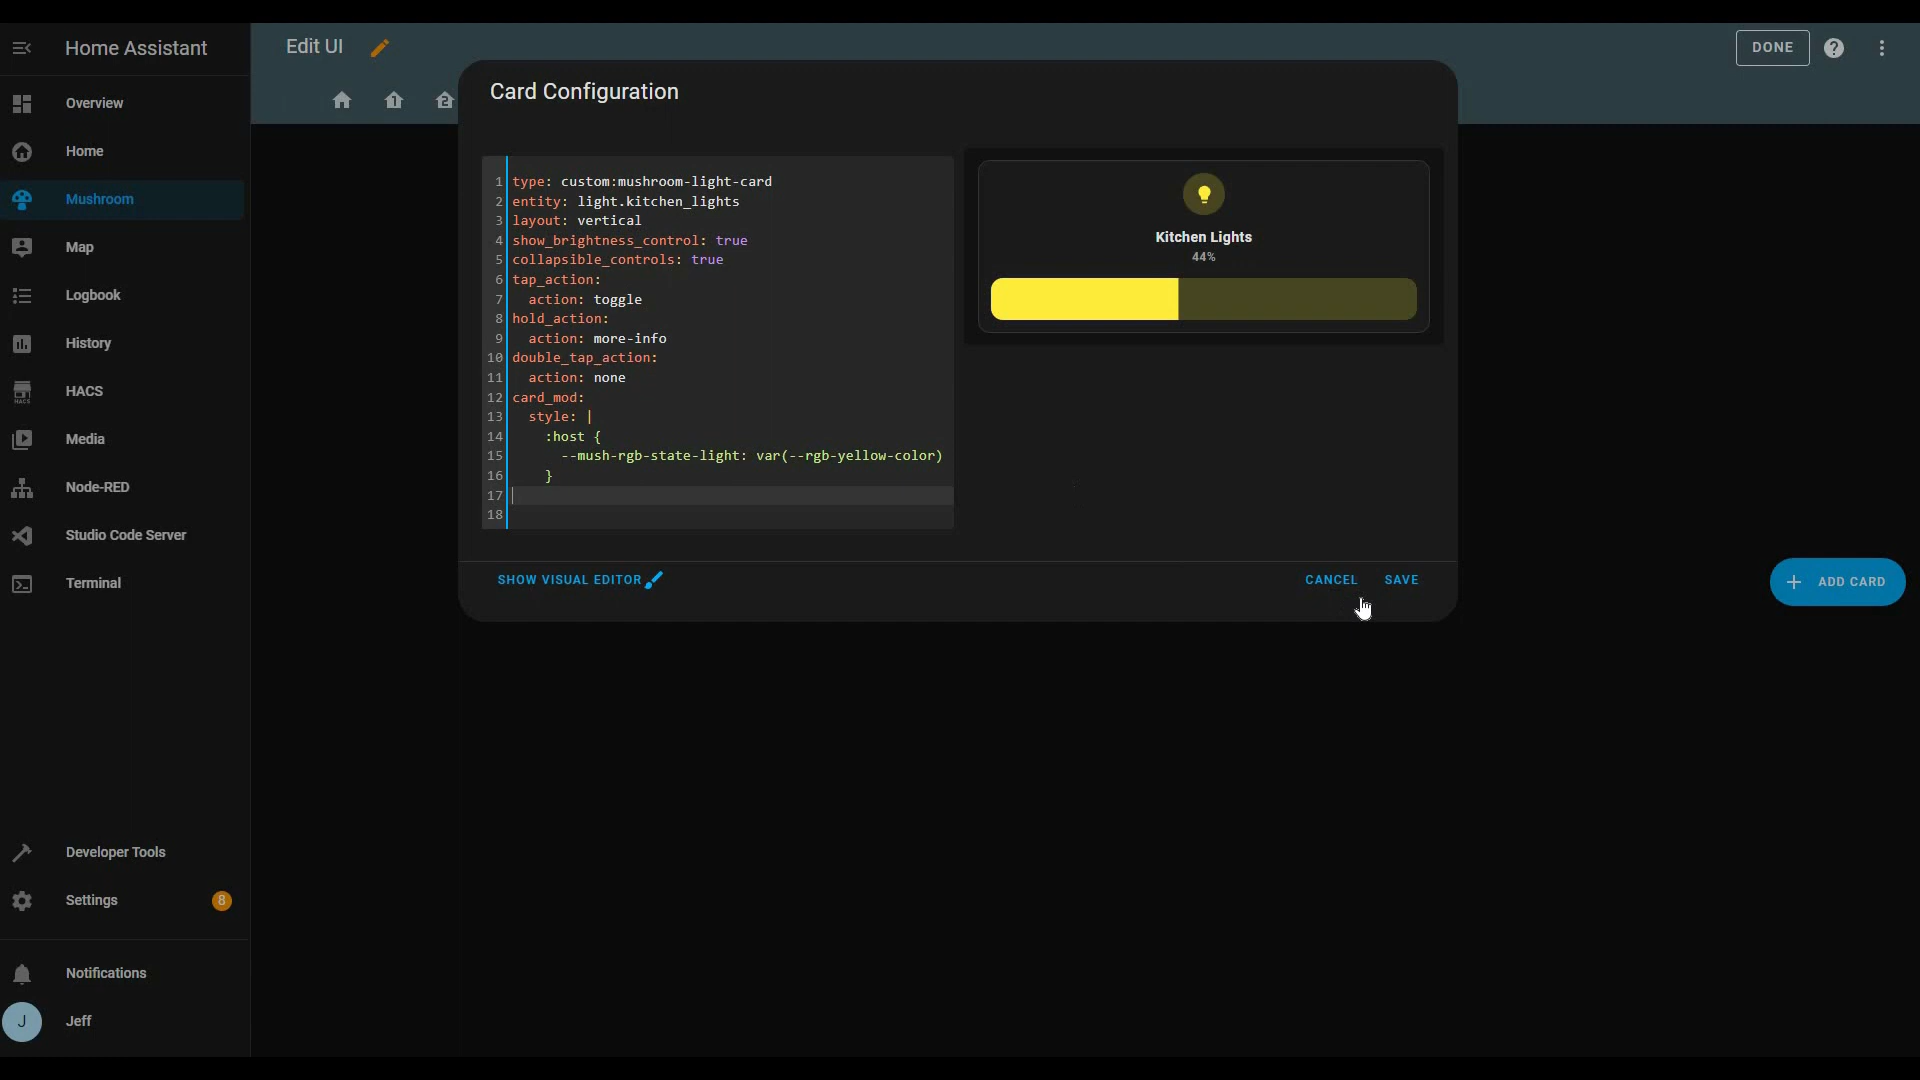 Home Assistant
Overview
Home
Mushroom
Map
Logbook
History
HACS
HACS
Media
Node-RED
Studio Code Server
Terminal
Developer Tools
Settings
8
Notifications
J
Jeff
Edit UI
DONE
?
1
2
Card Configuration
1 type: custom:mushroom-light-card
2 entity: light.kitchen_lights
3 layout: vertical
4 show_brightness_control: true
5 collapsible_controls: true
6 tap_action:
7   action: toggle
8 hold_action:
9   action: more-info
10 double_tap_action:
11   action: none
12 card_mod:
13   style: |
14     :host {
15       --mush-rgb-state-light: var(--rgb-yellow-color)
16     }
17
18
Kitchen Lights
44%
SHOW VISUAL EDITOR
CANCEL
SAVE
+ ADD CARD